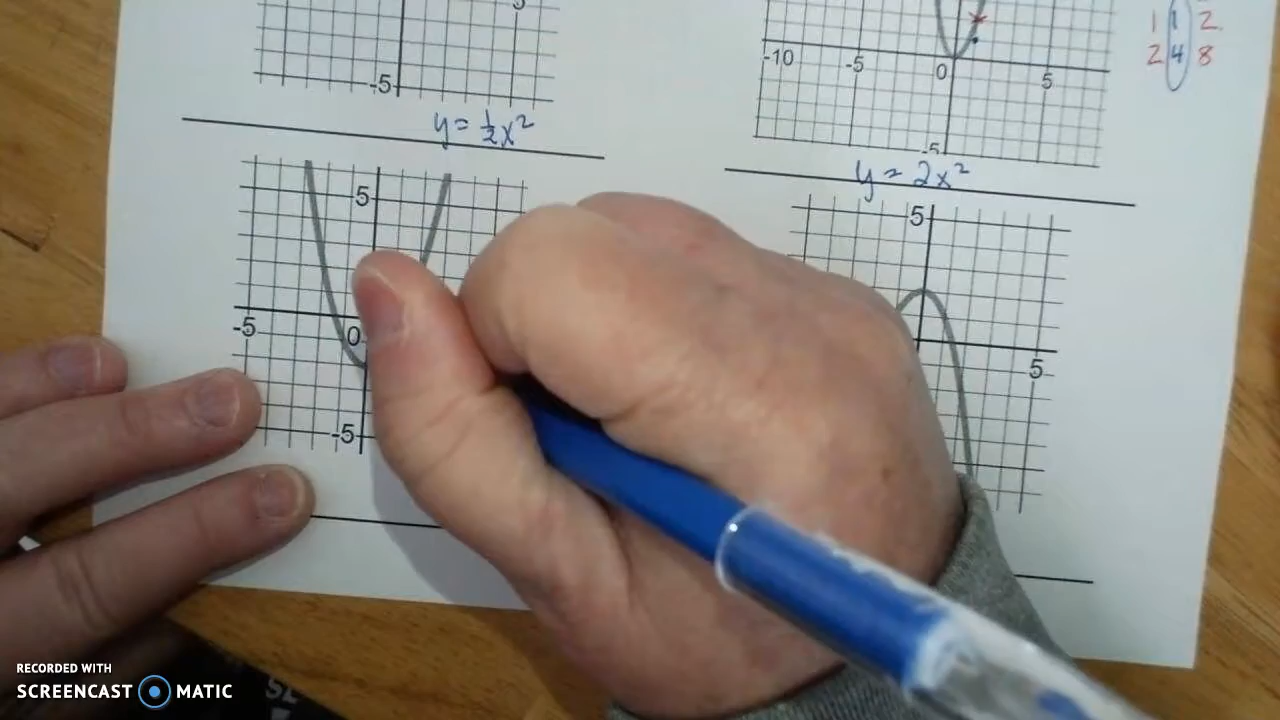 5
-5
-10 -5 0 5
-5
1 1 2
2 4 8
y = 1/2x²
y = 2x²
5
-5 0
-5
5
5
RECORDED WITH
SCREENCAST MATIC